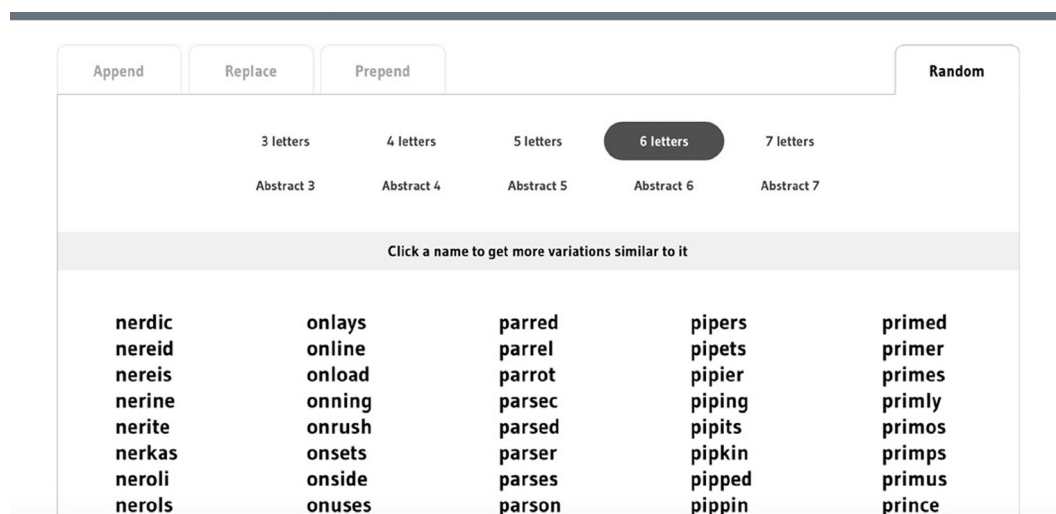 Append Replace Prepend Random
3 letters 4 letters 5 letters 6 letters 7 letters
Abstract 3 Abstract 4 Abstract 5 Abstract 6 Abstract 7
Click a name to get more variations similar to it
nerdic onlays parred pipers primed
nereid online parrel pipets primer
nereis onload parrot pipier primes
nerine onning parsec piping primly
nerite onrush parsed pipits primos
nerkas onsets parser pipkin primps
neroli onside parses pipped primus
nerols onuses parson pippin prince